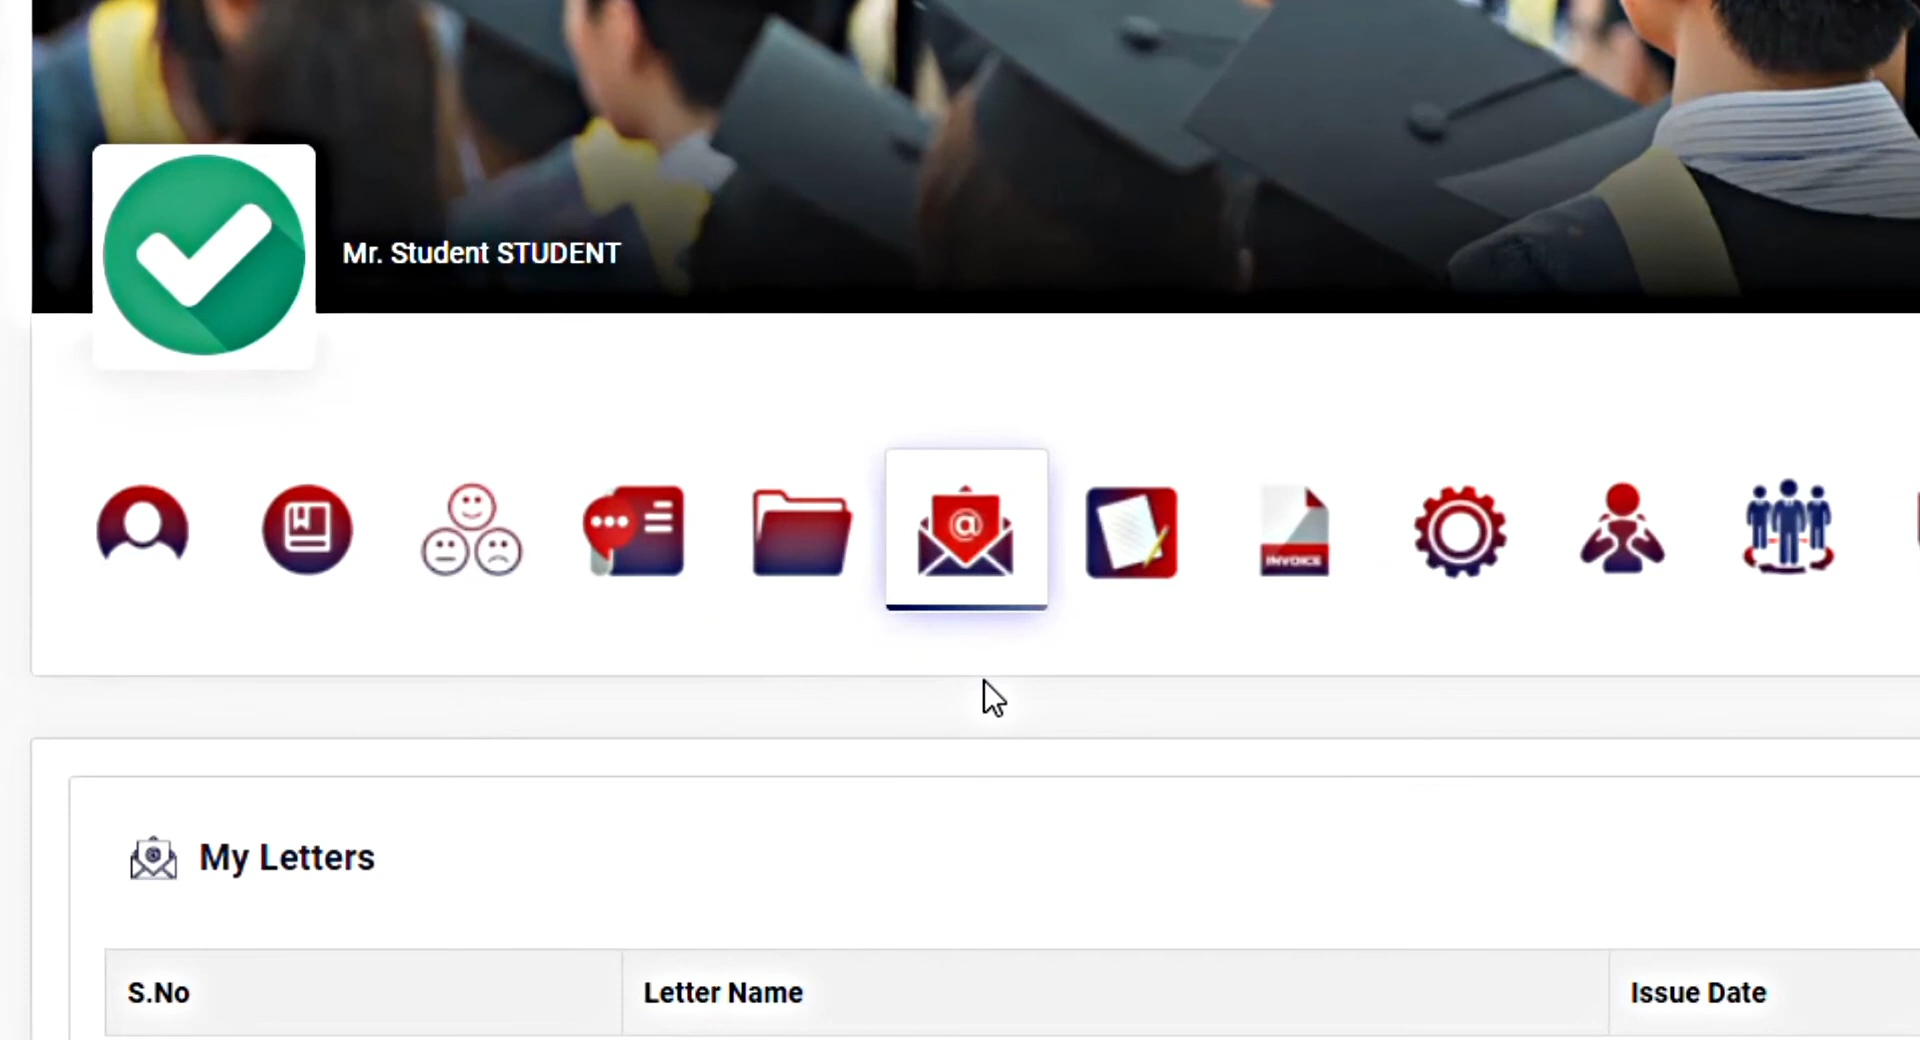 Mr. Student STUDENT
@
INVOICE
My Letters
S.No
Letter Name
Issue Date